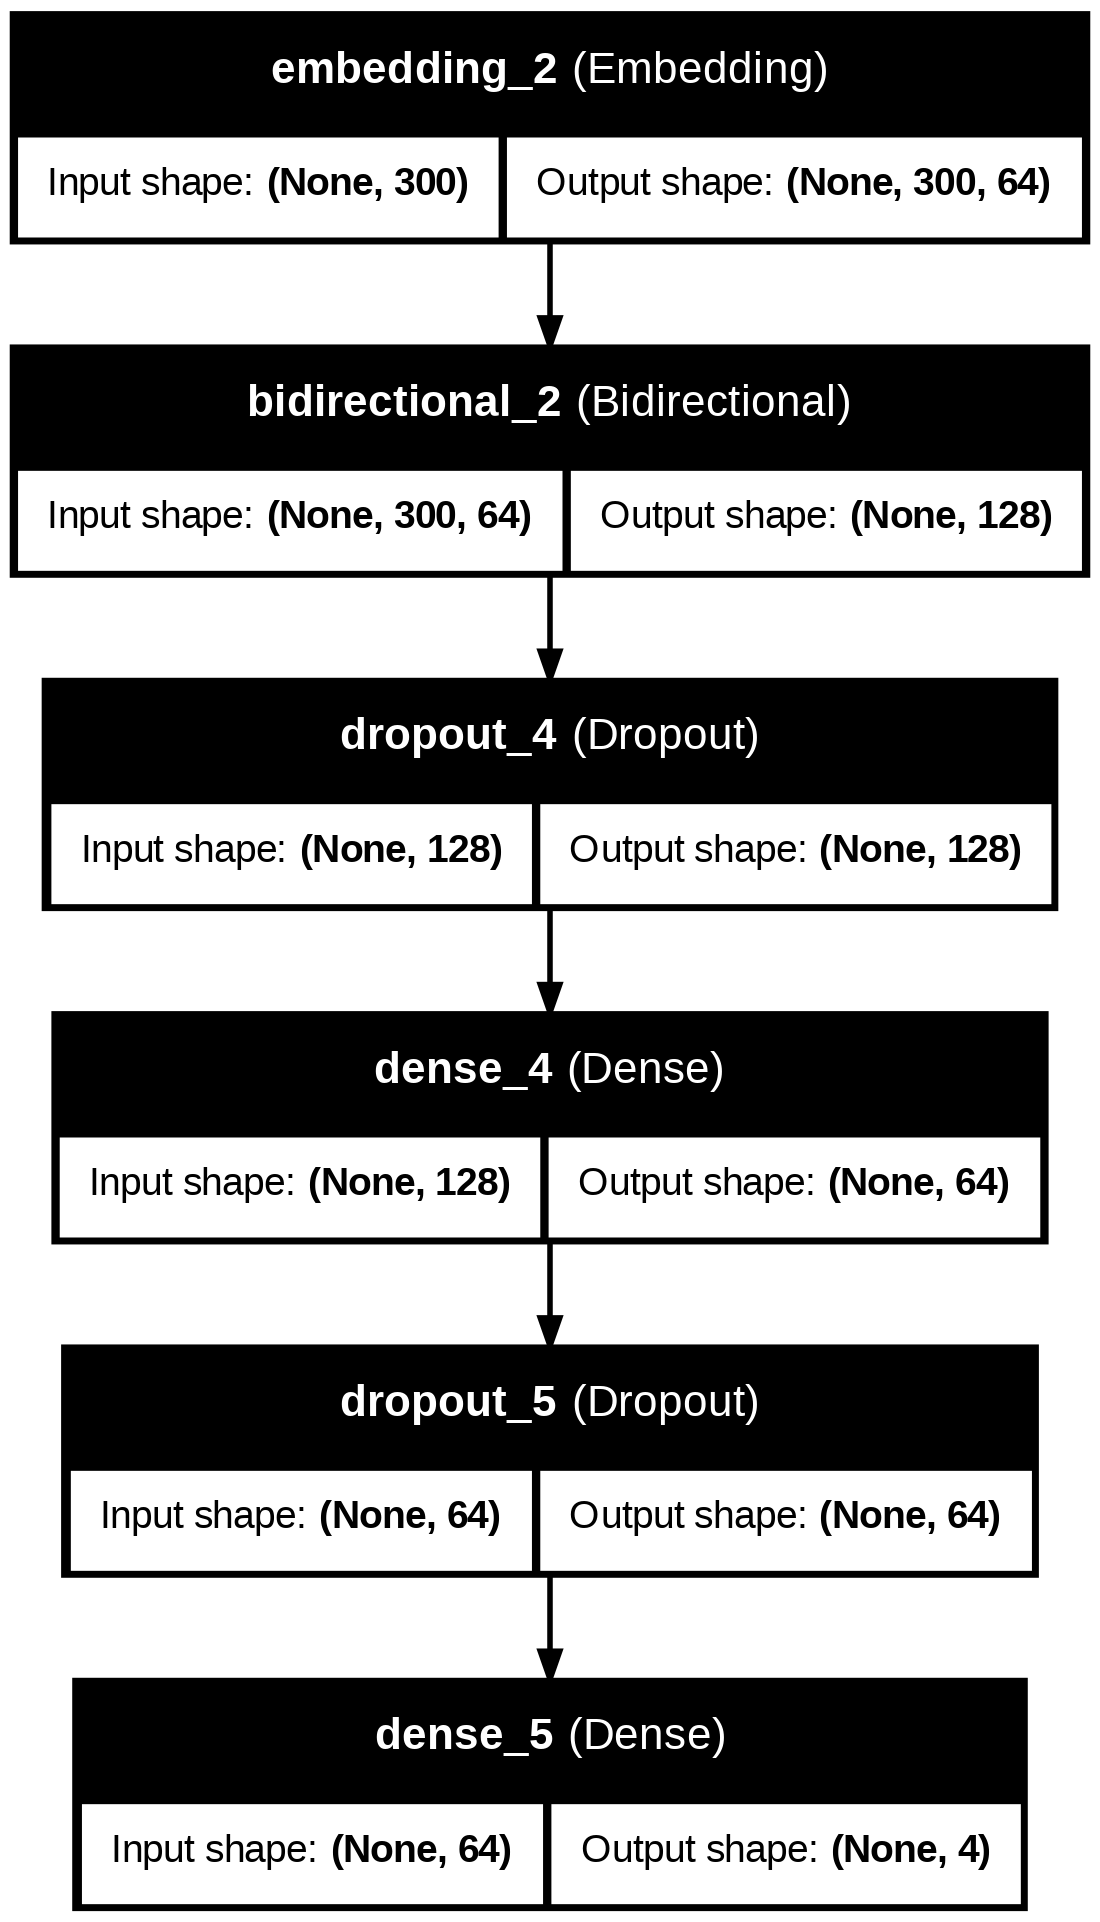 embedding_2 (Embedding)
Input shape: (None, 300) Output shape: (None, 300, 64)
bidirectional_2 (Bidirectional)
Input shape: (None, 300, 64) Output shape: (None, 128)
dropout_4 (Dropout)
Input shape: (None, 128) Output shape: (None, 128)
dense_4 (Dense)
Input shape: (None, 128) Output shape: (None, 64)
dropout_5 (Dropout)
Input shape: (None, 64) Output shape: (None, 64)
dense_5 (Dense)
Input shape: (None, 64) Output shape: (None, 4)